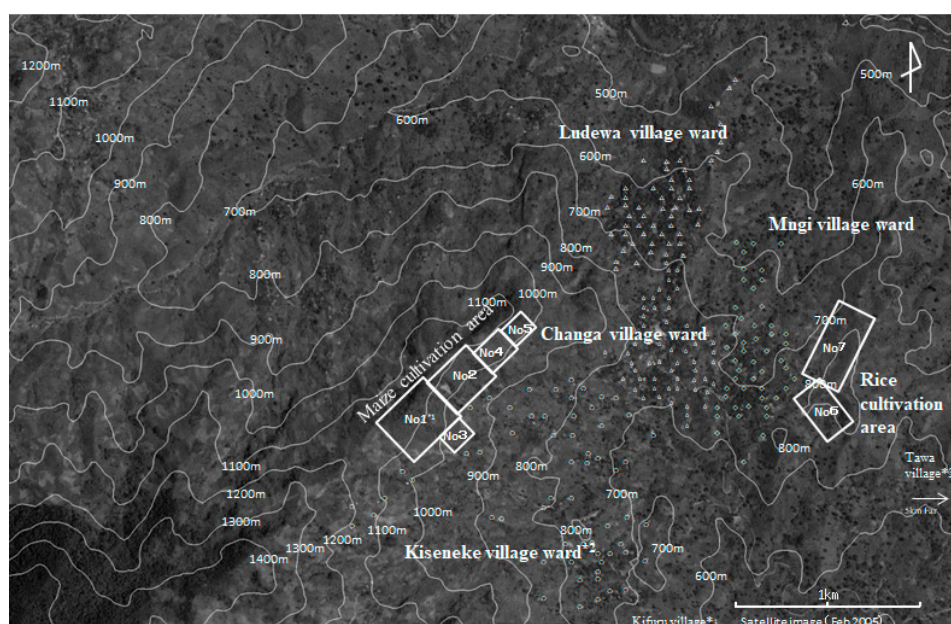 500m
500m
1200m
1100m
600m
Ludewa village ward
1000m
600m
900m
600m
700m
700m
800m
Mngi village ward
800m
800m
900m
1000m
1100m
700m
900m
No5
Changa village ward
Maize cultivation area
No4
No7
No2
800m
Rice
cultivation
area
1000m
No1*1
No6
No3
800m
1100m
900m
800m
Tawa
village*3
1200m
700m
5km Far
1300m
1000m
1100m
1200m
800m
1300m
Kiseneke village ward*2
700m
1400m
600m
1km
Satellite image (Feb 2005)